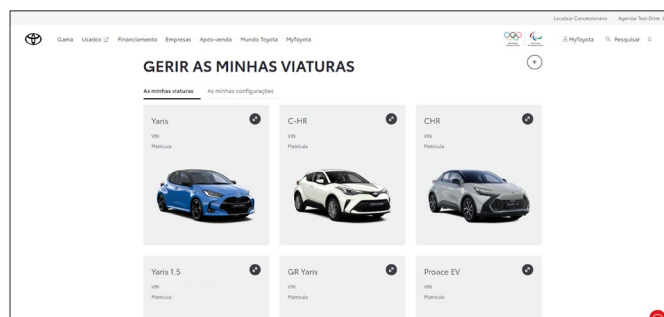 Localizar Concessionário Agendar Test-Drive
Gama Usados Financiamento Empresas Após-venda Mundo Toyota MyToyota
MyToyota Pesquisar
GERIR AS MINHAS VIATURAS
As minhas viaturas As minhas configurações
Yaris C-HR CHR
VIN VIN VIN
Matrícula Matrícula Matrícula
Yaris 1.5 GR Yaris Proace EV
VIN VIN VIN
Matrícula Matrícula Matrícula